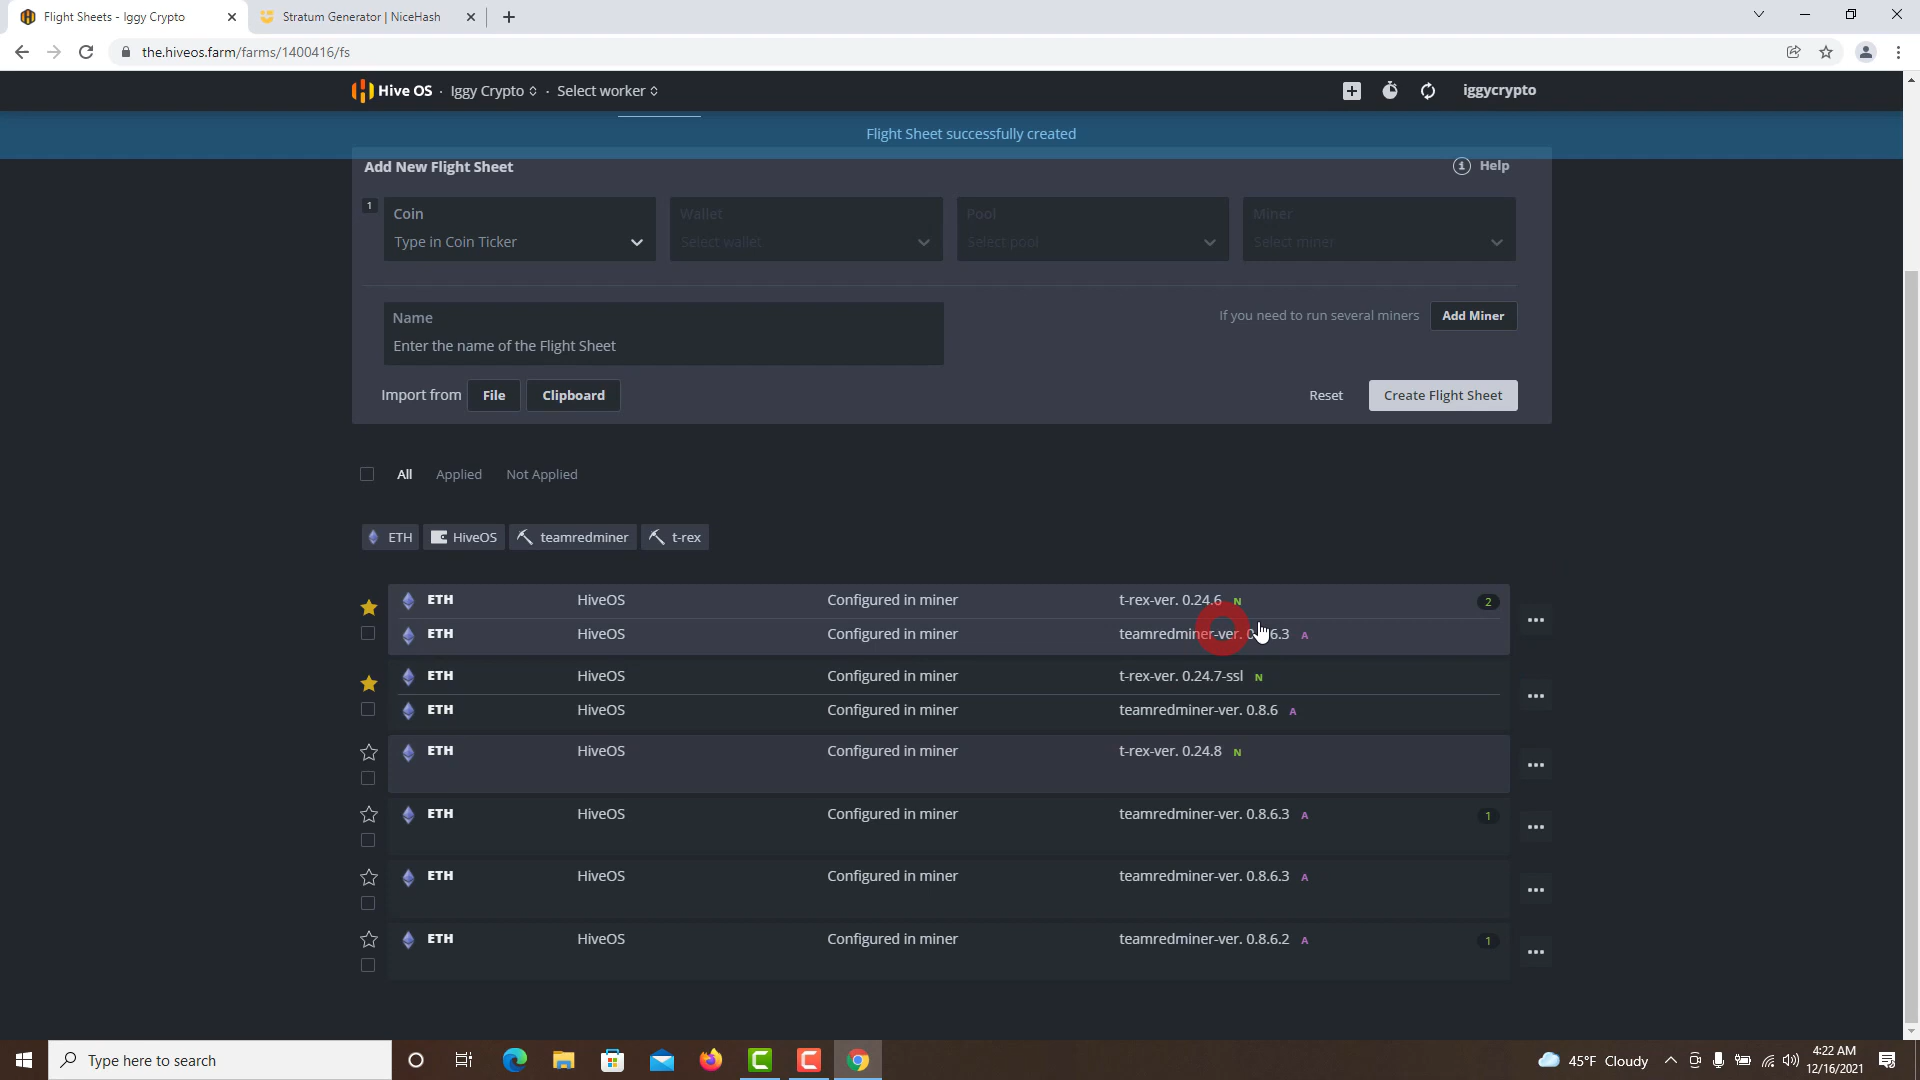 Flight Sheets - Iggy Crypto
Stratum Generator | NiceHash
the.hiveos.farm/farms/1400416/fs
Hive OS · Iggy Crypto · Select worker
iggycrypto
Flight Sheet successfully created
Add New Flight Sheet
Help
1
Coin
Type in Coin Ticker
Wallet
Select wallet
Pool
Select pool
Miner
Select miner
Name
Enter the name of the Flight Sheet
If you need to run several miners
Add Miner
Import from
File
Clipboard
Reset
Create Flight Sheet
All
Applied
Not Applied
ETH
HiveOS
teamredminer
t-rex
ETH HiveOS Configured in miner t-rex-ver. 0.24.6 N 2
ETH HiveOS Configured in miner teamredminer-ver. A
ETH HiveOS Configured in miner t-rex-ver. 0.24.7-ssl N
ETH HiveOS Configured in miner teamredminer-ver. 0.8.6 A
ETH HiveOS Configured in miner t-rex-ver. 0.24.8 N
ETH HiveOS Configured in miner teamredminer-ver. 0.8.6.3 A 1
ETH HiveOS Configured in miner teamredminer-ver. 0.8.6.3 A
ETH HiveOS Configured in miner teamredminer-ver. 0.8.6.2 A 1
Type here to search
45°F Cloudy
4:22 AM
12/16/2021